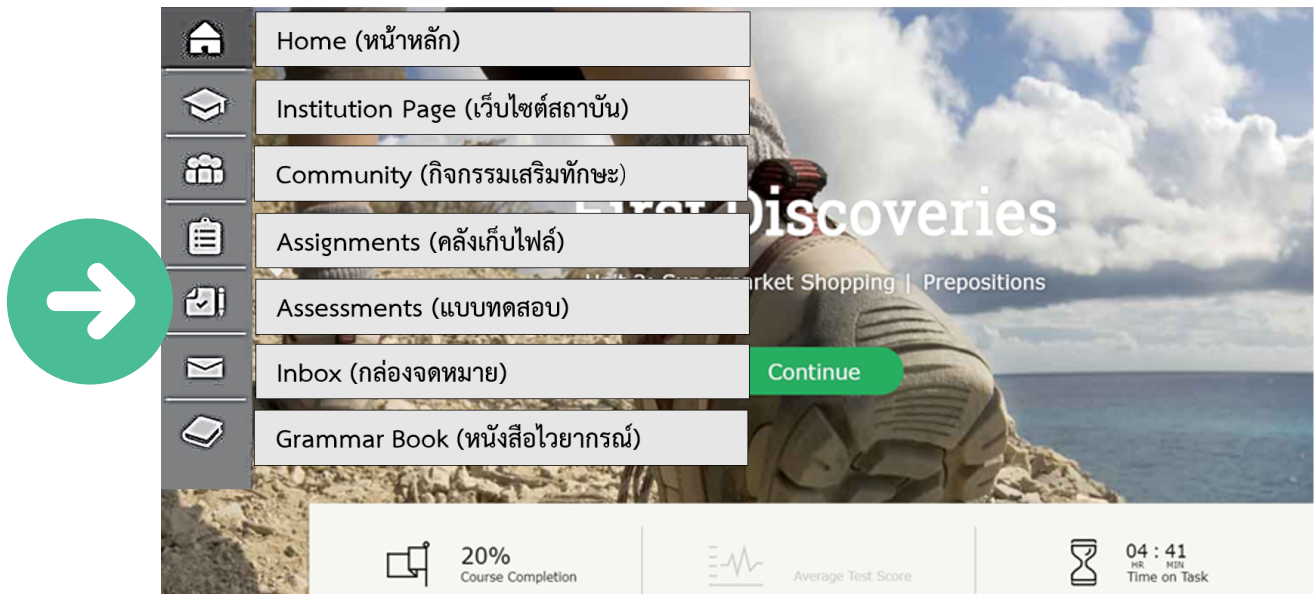 Home (หน้าหลัก)
Institution Page (เว็บไซต์สถาบัน)
Community (กิจกรรมเสริมทักษะ)
Assignments (คลังเก็บไฟล์)
Assessments (แบบทดสอบ)
Inbox (กล่องจดหมาย)
Grammar Book (หนังสือไวยากรณ์)
First Discoveries
Unit 2: Supermarket Shopping | Prepositions
Continue
20%
Course Completion
Average Test Score
04 : 41
HR MIN
Time on Task